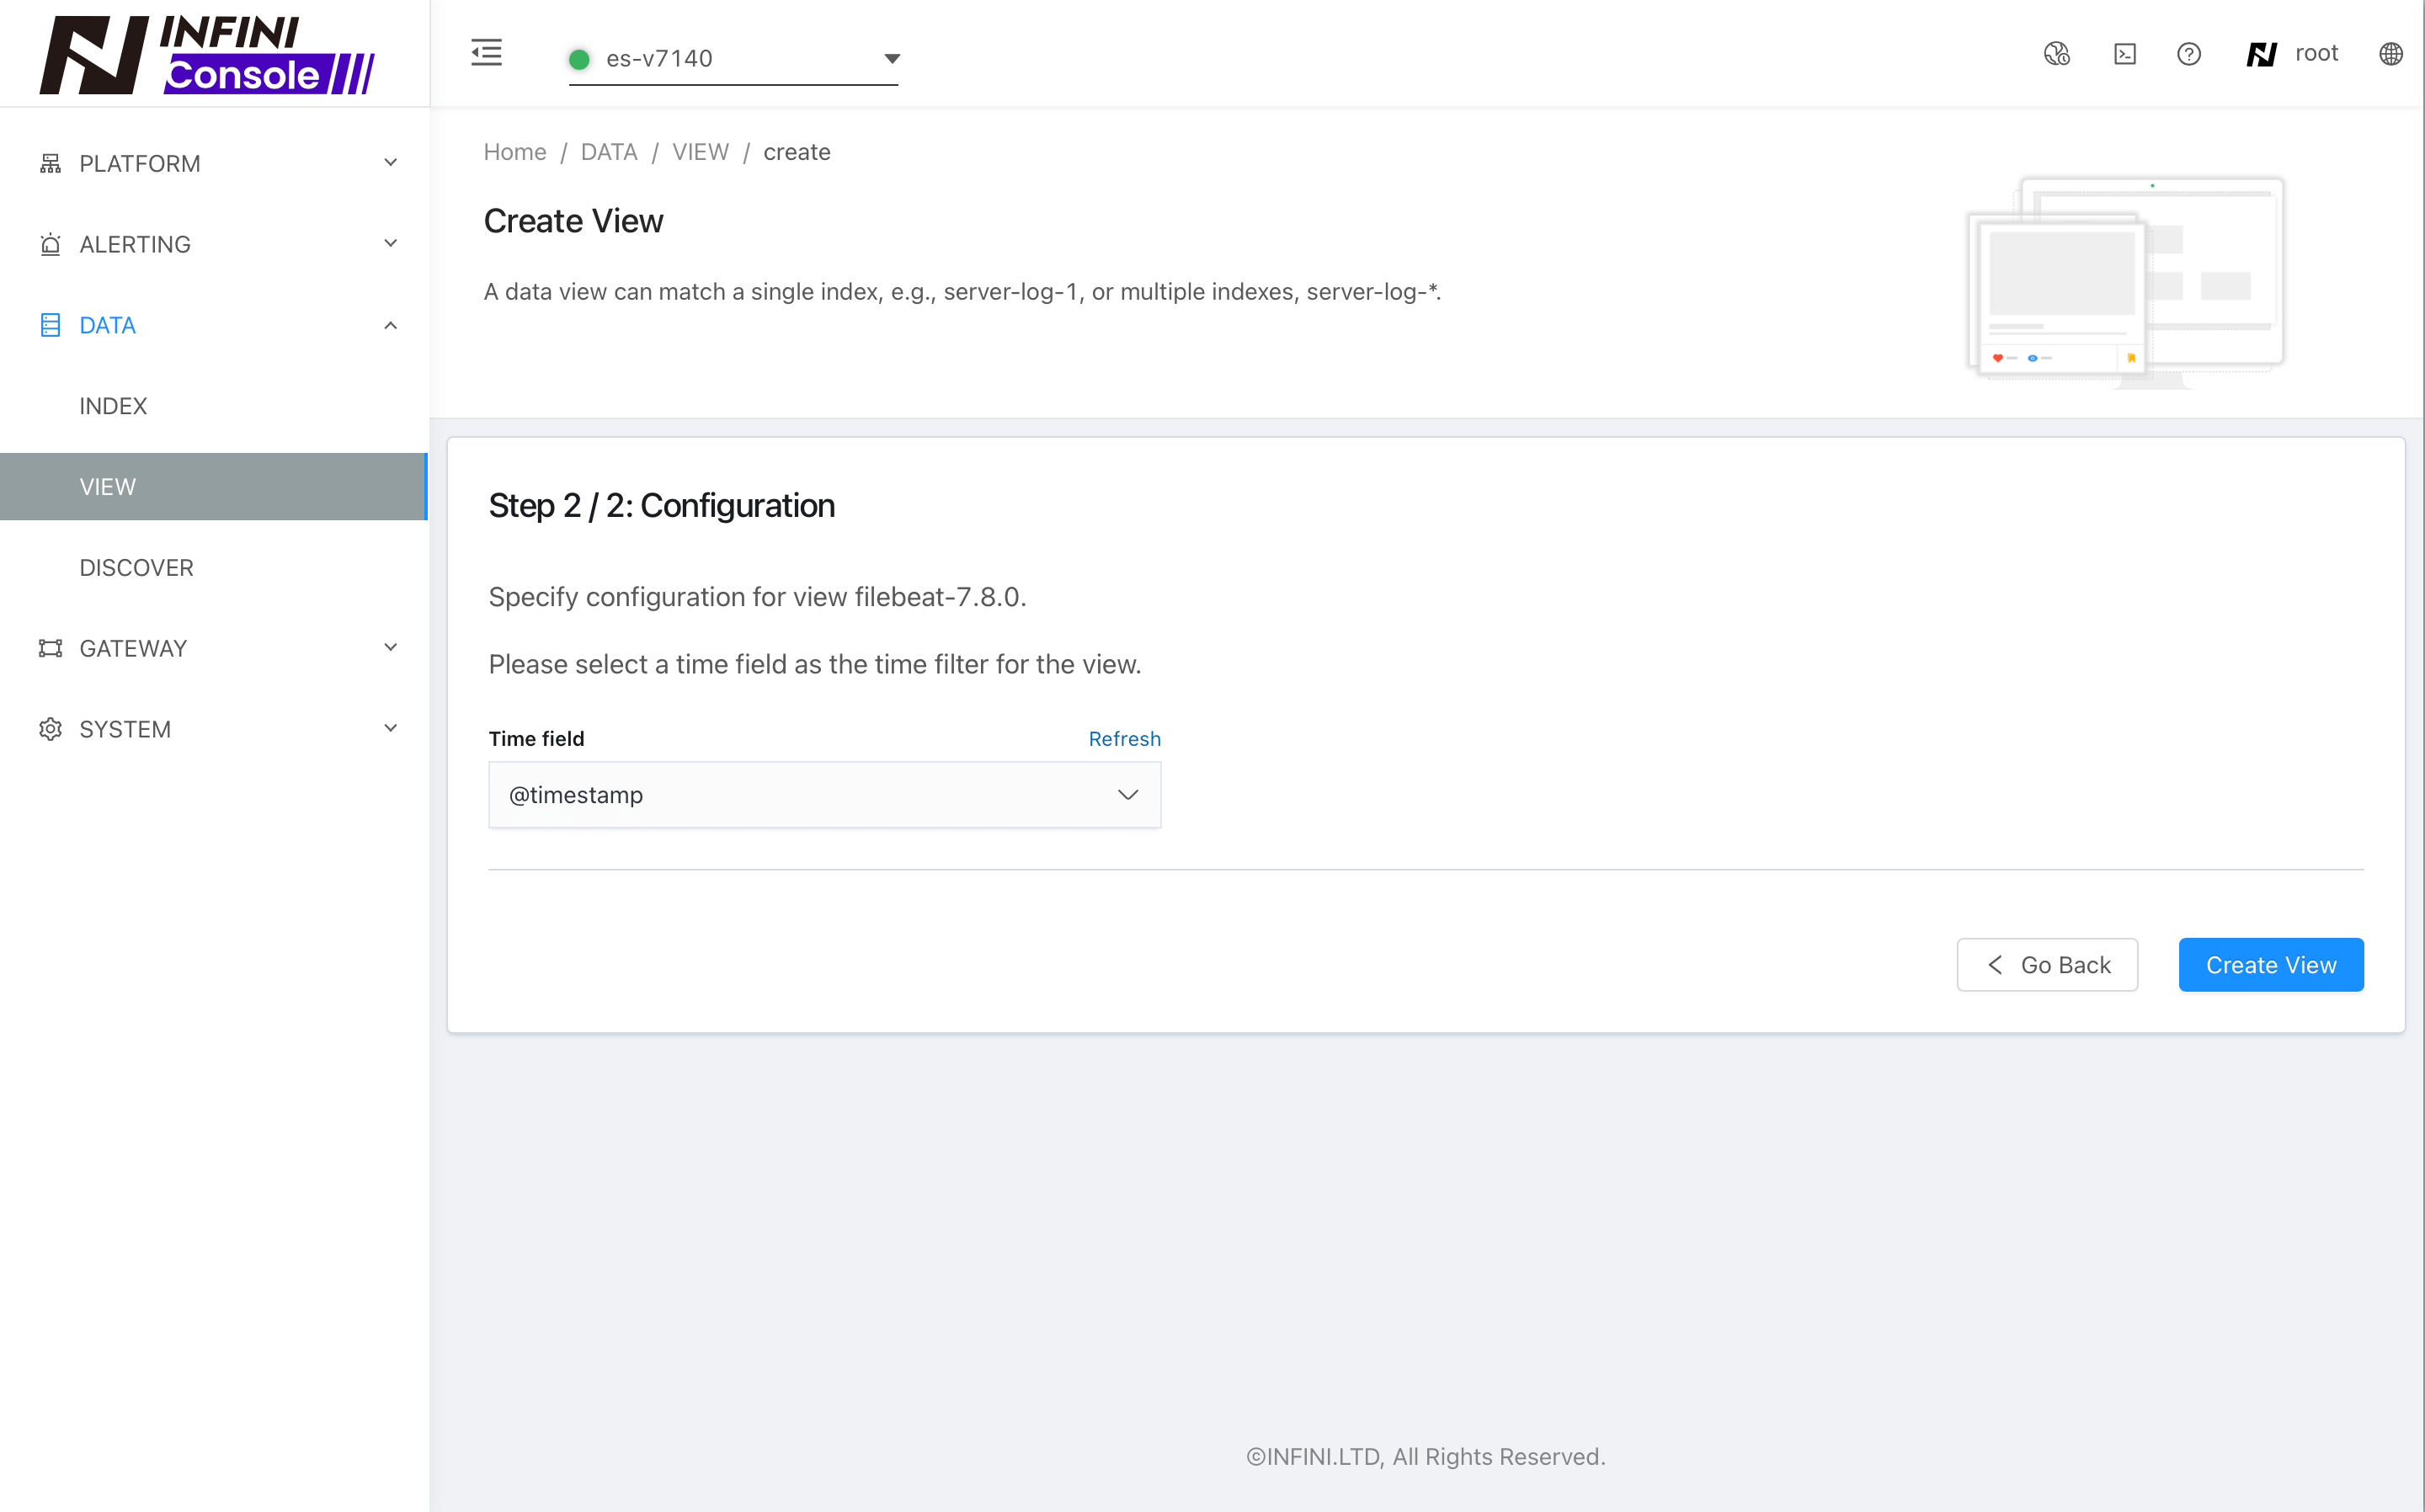 INFINI
Console
es-v7140
root
PLATFORM
ALERTING
DATA
INDEX
VIEW
DISCOVER
GATEWAY
SYSTEM
Home / DATA / VIEW / create
Create View
A data view can match a single index, e.g., server-log-1, or multiple indexes, server-log-*.
Step 2 / 2: Configuration
Specify configuration for view filebeat-7.8.0.
Please select a time field as the time filter for the view.
Time field Refresh
@timestamp
Go Back Create View
©INFINI.LTD, All Rights Reserved.